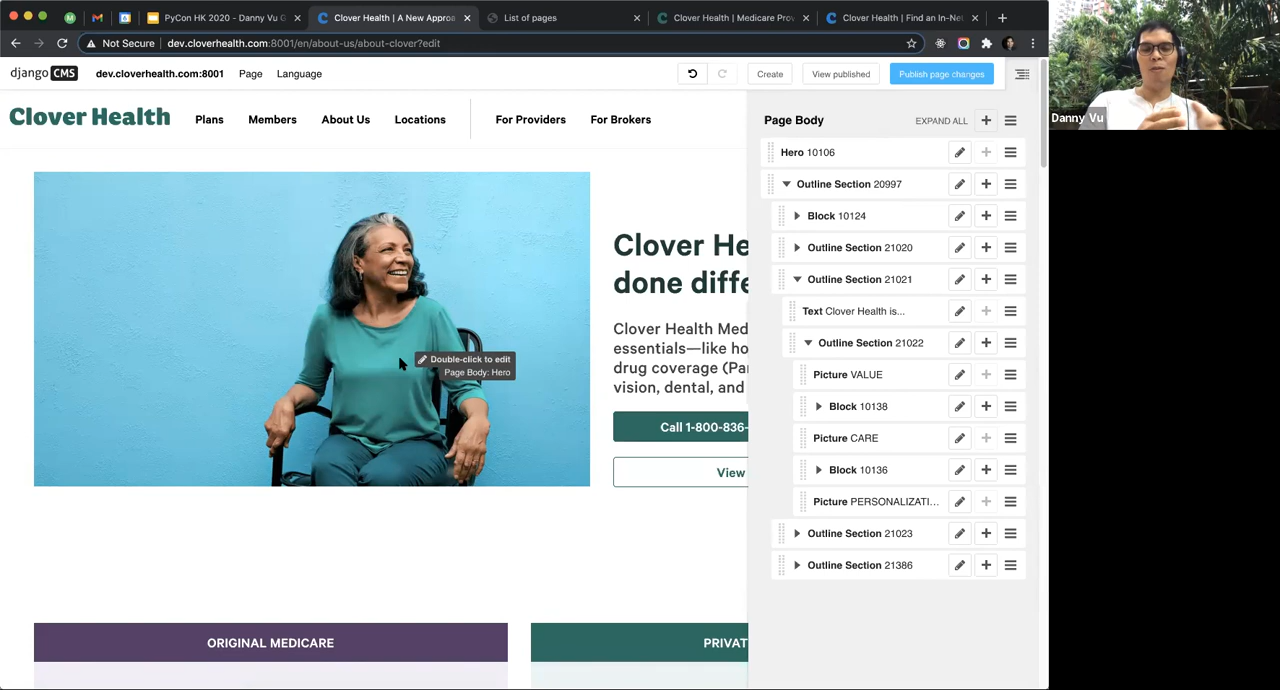 PyCon HK 2020 - Danny Vu G
Clover Health | A New Approa
List of pages
Clover Health | Medicare Prov
Clover Health | Find an In-Net
Not Secure
dev.cloverhealth.com:8001/en/about-us/about-clover?edit
django CMS
dev.cloverhealth.com:8001
Page
Language
Create
View published
Publish page changes
Clover Health
Plans
Members
About Us
Locations
For Providers
For Brokers
Clover He
done diffe
Clover Health Med
essentials—like ho
drug coverage (Pa
vision, dental, and
Call 1-800-836-
View
Double-click to edit
Page Body: Hero
ORIGINAL MEDICARE
PRIVAT
Page Body
EXPAND ALL
Hero 10106
Outline Section 20997
Block 10124
Outline Section 21020
Outline Section 21021
Text Clover Health is...
Outline Section 21022
Picture VALUE
Block 10138
Picture CARE
Block 10136
Picture PERSONALIZATI...
Outline Section 21023
Outline Section 21386
Danny Vu